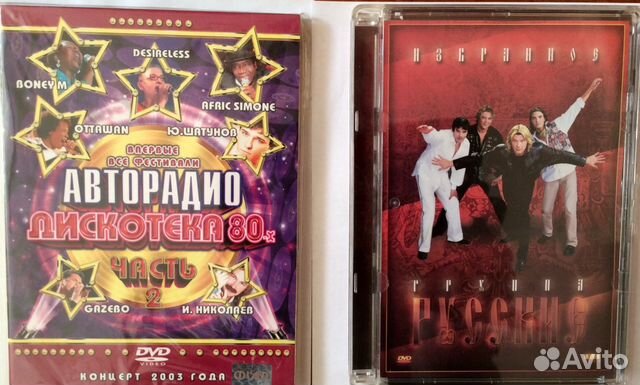 DESIRELESS
BONEY M
AFRIC SIMONE
OTTAWAN
Ю.ШАТУНОВ
ВПЕРВЫЕ
ВСЕ ФЕСТИВАЛИ
АВТОРАДИО
ДИСКОТЕКА 80-х
ЧАСТЬ
2
GAZEBO
И. НИКОЛАЕВ
DVD
VIDEO
КОНЦЕРТ 2003 ГОДА
ИЗБРАННОЕ
ГРУППА
РУССКИЕ
DVD
Avito